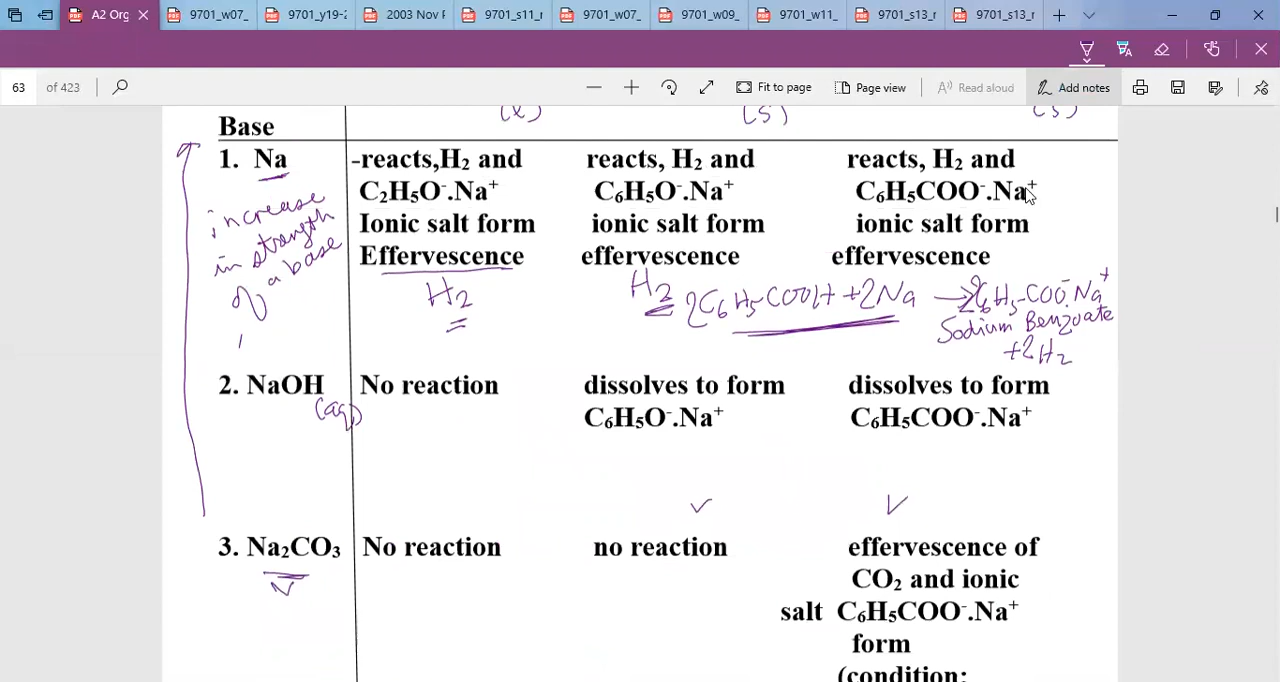 A2 Org
9701_w07_
9701_y19-2
2003 Nov F
9701_s11_r
9701_w07_
9701_w09_
9701_w11_
9701_s13_r
9701_s13_r
63 of 423
Fit to page
Page view
Read aloud
Add notes
(l) (s) (s)
Base
1. Na
-reacts,H₂ and
C₂H₅O⁻.Na⁺
Ionic salt form
Effervescence
H₂
reacts, H₂ and
C₆H₅O⁻.Na⁺
ionic salt form
effervescence
H₂
reacts, H₂ and
C₆H₅COO⁻.Na⁺
ionic salt form
effervescence
2C₆H₅COOH + 2Na → 2C₆H₅-COO⁻Na⁺
Sodium Benzoate
+2H₂
increase
in strength
of a base
2. NaOH
(aq)
No reaction
dissolves to form
C₆H₅O⁻.Na⁺
dissolves to form
C₆H₅COO⁻.Na⁺
3. Na₂CO₃
No reaction
no reaction
effervescence of
CO₂ and ionic
salt C₆H₅COO⁻.Na⁺
form
(condition: